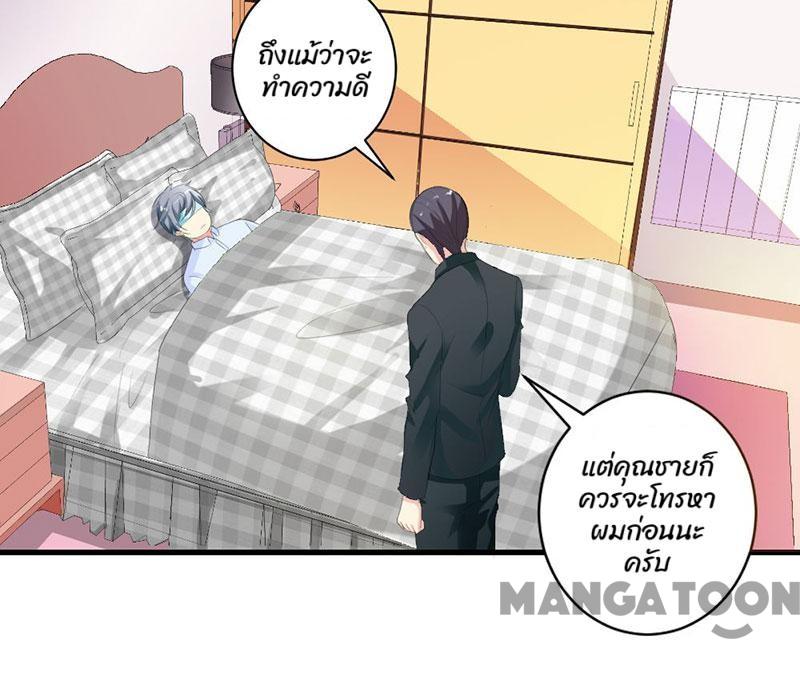 ถึงแม้ว่าจะ
ทำความดี
แต่คุณชายก็
ควรจะโทรหา
ผมก่อนนะ
ครับ
MANGATOON